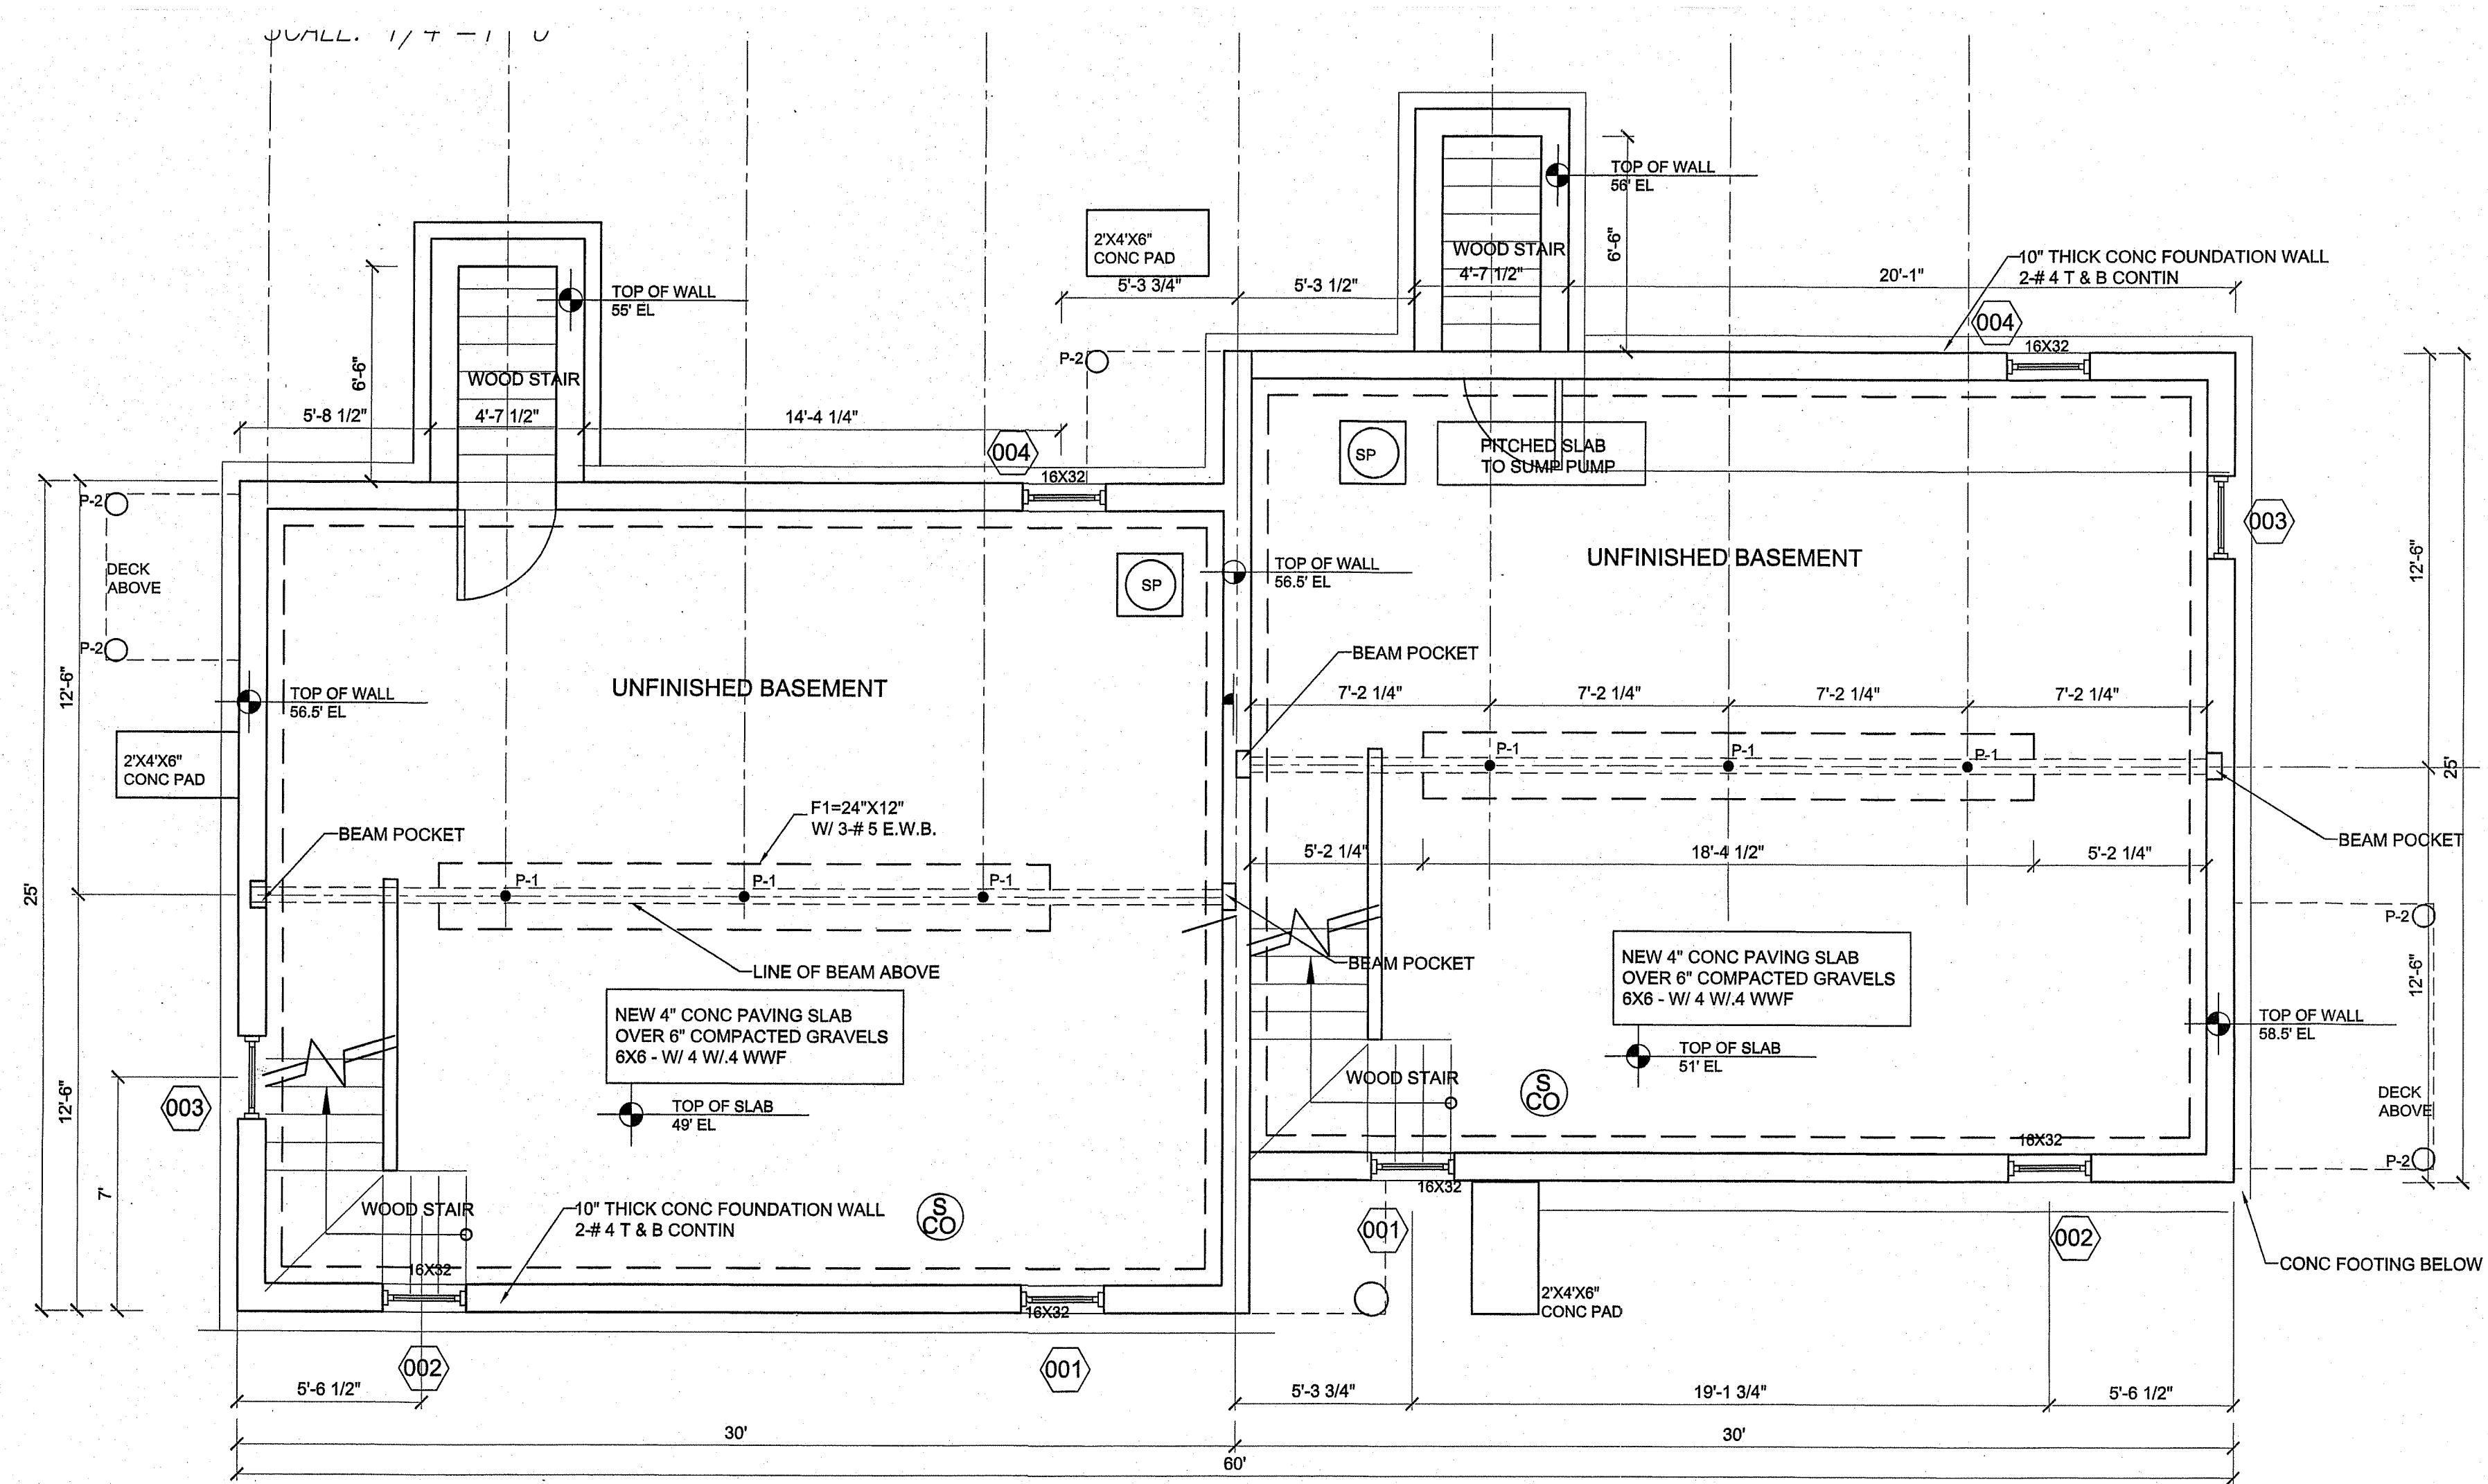 SCALE: 1/4"=1' 0"
TOP OF WALL
56' EL
WOOD STAIR
4'-7 1/2"
6'-6"
2'X4'X6"
CONC PAD
5'-3 3/4"
5'-3 1/2"
20'-1"
10" THICK CONC FOUNDATION WALL
2-# 4 T & B CONTIN
004
16X32
TOP OF WALL
55' EL
6'-6"
WOOD STAIR
5'-8 1/2"
4'-7 1/2"
14'-4 1/4"
P-2
004
16X32
SP
PITCHED SLAB
TO SUMP PUMP
003
P-2
DECK
ABOVE
P-2
SP
TOP OF WALL
56.5' EL
UNFINISHED BASEMENT
12'-6"
12'-6"
UNFINISHED BASEMENT
BEAM POCKET
TOP OF WALL
56.5' EL
7'-2 1/4"
7'-2 1/4"
7'-2 1/4"
7'-2 1/4"
2'X4'X6"
CONC PAD
P-1
P-1
P-1
25'
F1=24"X12"
W/ 3-# 5 E.W.B.
BEAM POCKET
BEAM POCKET
5'-2 1/4"
18'-4 1/2"
5'-2 1/4"
25'
P-1
P-1
P-1
P-2
LINE OF BEAM ABOVE
BEAM POCKET
NEW 4" CONC PAVING SLAB
OVER 6" COMPACTED GRAVELS
6X6 - W/ 4 W/.4 WWF
12'-6"
NEW 4" CONC PAVING SLAB
OVER 6" COMPACTED GRAVELS
6X6 - W/ 4 W/.4 WWF
TOP OF WALL
58.5' EL
TOP OF SLAB
51' EL
WOOD STAIR
S
CO
DECK
ABOVE
12'-6"
003
TOP OF SLAB
49' EL
16X32
P-2
7'
WOOD STAIR
10" THICK CONC FOUNDATION WALL
2-# 4 T & B CONTIN
S
CO
16X32
001
002
CONC FOOTING BELOW
16X32
16X32
2'X4'X6"
CONC PAD
002
001
5'-6 1/2"
5'-3 3/4"
19'-1 3/4"
5'-6 1/2"
30'
30'
60'